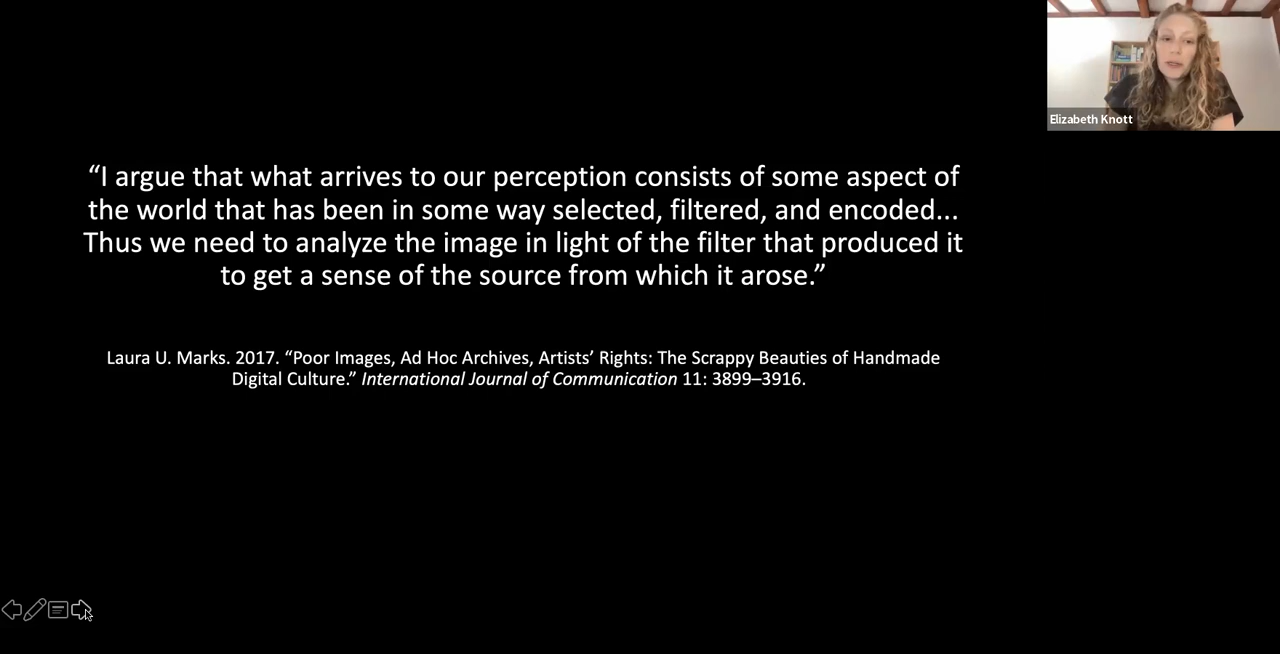 “I argue that what arrives to our perception consists of some aspect of
the world that has been in some way selected, filtered, and encoded...
Thus we need to analyze the image in light of the filter that produced it
to get a sense of the source from which it arose.”
Laura U. Marks. 2017. “Poor Images, Ad Hoc Archives, Artists’ Rights: The Scrappy Beauties of Handmade
Digital Culture.” International Journal of Communication 11: 3899–3916.
Elizabeth Knott